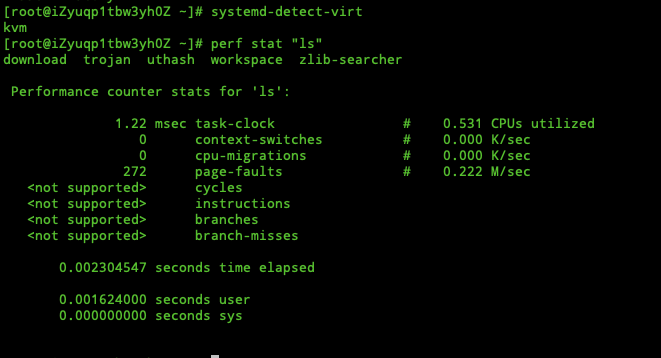 [root@iZyuqp1tbw3yh0Z ~]# systemd-detect-virt
kvm
[root@iZyuqp1tbw3yh0Z ~]# perf stat "ls"
download  trojan  uthash  workspace  zlib-searcher
Performance counter stats for 'ls':
1.22 msec task-clock                #    0.531 CPUs utilized
0      context-switches          #    0.000 K/sec
0      cpu-migrations            #    0.000 K/sec
272      page-faults               #    0.222 M/sec
<not supported>      cycles
<not supported>      instructions
<not supported>      branches
<not supported>      branch-misses
0.002304547 seconds time elapsed
0.001624000 seconds user
0.000000000 seconds sys